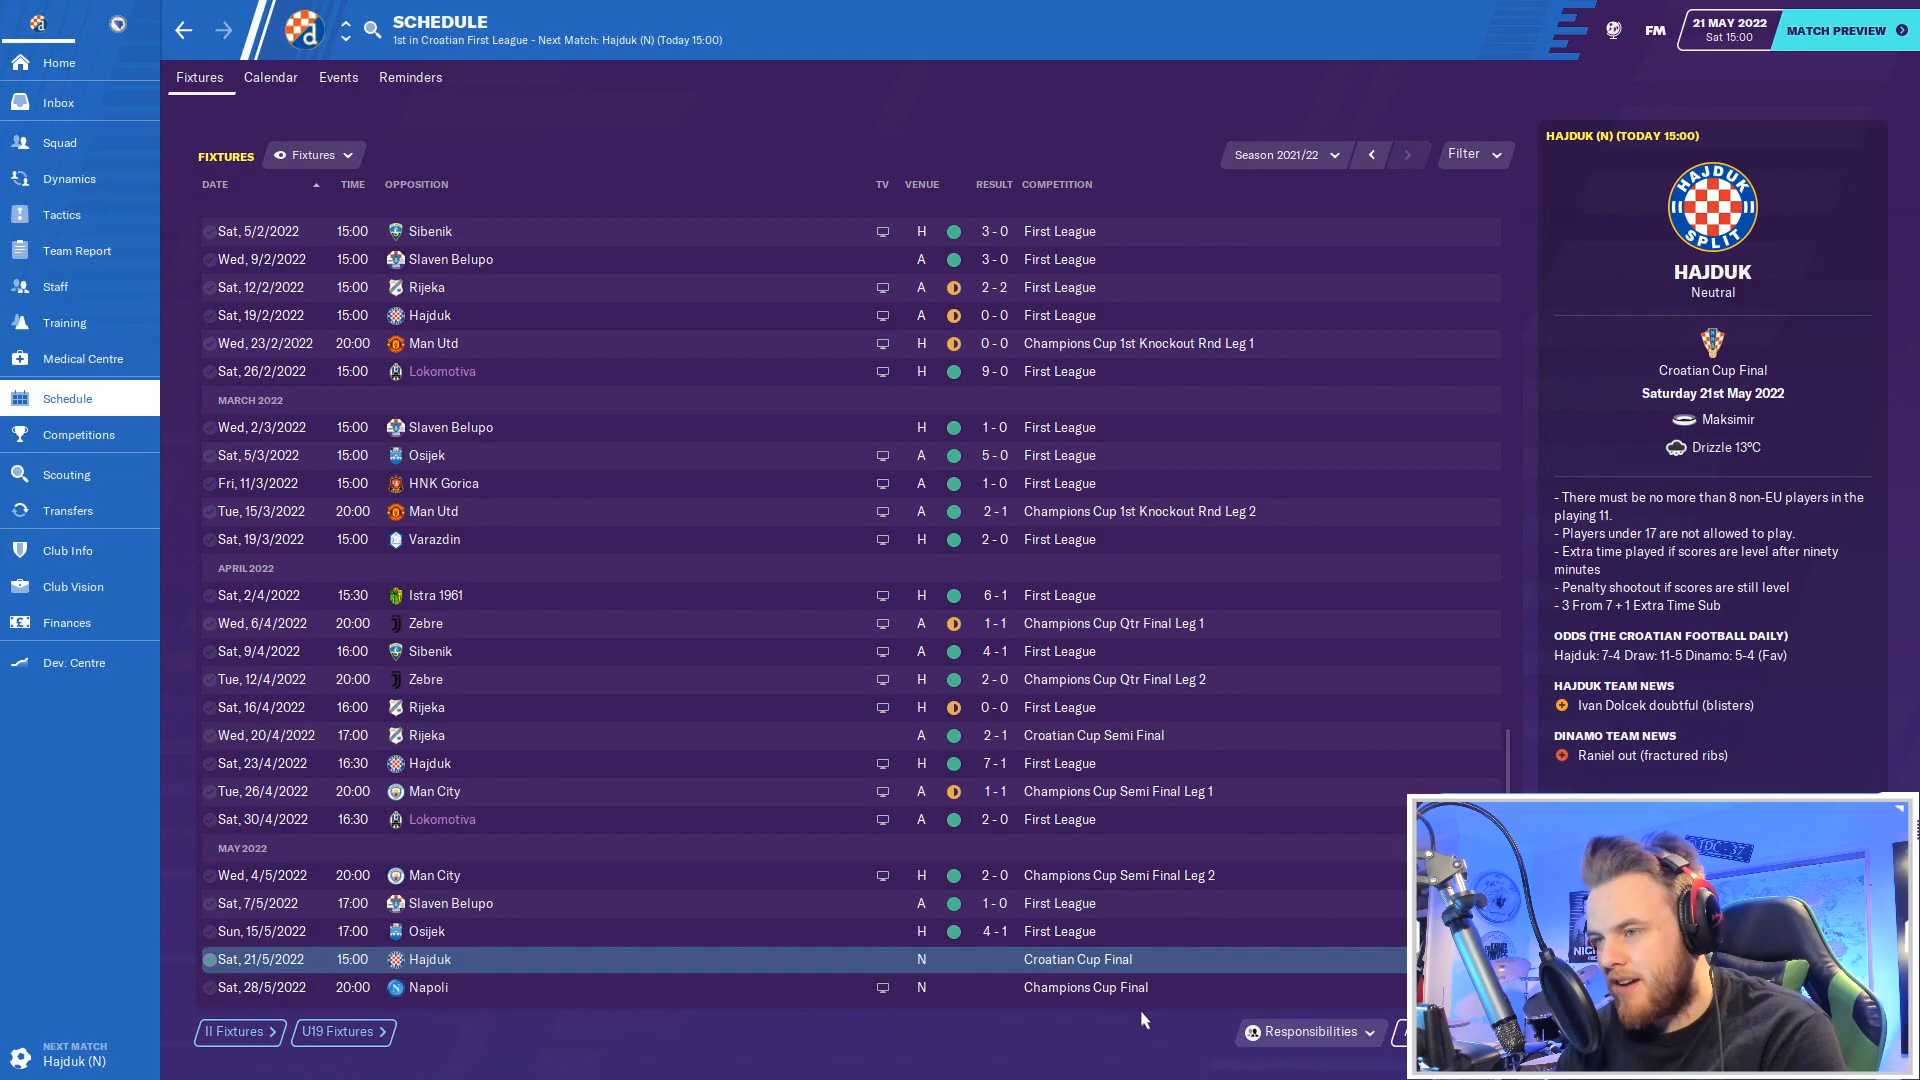 SCHEDULE
1st in Croatian First League - Next Match: Hajduk (N) (Today 15:00)
FM
21 MAY 2022
Sat 15:00
MATCH PREVIEW
Home
Inbox
Squad
Dynamics
Tactics
Team Report
Staff
Training
Medical Centre
Schedule
Competitions
Scouting
Transfers
Club Info
Club Vision
Finances
Dev. Centre
NEXT MATCH
Hajduk (N)
Fixtures Calendar Events Reminders
FIXTURES Fixtures Season 2021/22 Filter
DATE TIME OPPOSITION TV VENUE RESULT COMPETITION
Sat, 5/2/2022 15:00 Sibenik H 3 - 0 First League
Wed, 9/2/2022 15:00 Slaven Belupo A 3 - 0 First League
Sat, 12/2/2022 15:00 Rijeka A 2 - 2 First League
Sat, 19/2/2022 15:00 Hajduk A 0 - 0 First League
Wed, 23/2/2022 20:00 Man Utd H 0 - 0 Champions Cup 1st Knockout Rnd Leg 1
Sat, 26/2/2022 15:00 Lokomotiva H 9 - 0 First League
MARCH 2022
Wed, 2/3/2022 15:00 Slaven Belupo H 1 - 0 First League
Sat, 5/3/2022 15:00 Osijek A 5 - 0 First League
Fri, 11/3/2022 15:00 HNK Gorica A 1 - 0 First League
Tue, 15/3/2022 20:00 Man Utd A 2 - 1 Champions Cup 1st Knockout Rnd Leg 2
Sat, 19/3/2022 15:00 Varazdin H 2 - 0 First League
APRIL 2022
Sat, 2/4/2022 15:30 Istra 1961 H 6 - 1 First League
Wed, 6/4/2022 20:00 Zebre A 1 - 1 Champions Cup Qtr Final Leg 1
Sat, 9/4/2022 16:00 Sibenik A 4 - 1 First League
Tue, 12/4/2022 20:00 Zebre H 2 - 0 Champions Cup Qtr Final Leg 2
Sat, 16/4/2022 16:00 Rijeka H 0 - 0 First League
Wed, 20/4/2022 17:00 Rijeka A 2 - 1 Croatian Cup Semi Final
Sat, 23/4/2022 16:30 Hajduk H 7 - 1 First League
Tue, 26/4/2022 20:00 Man City A 1 - 1 Champions Cup Semi Final Leg 1
Sat, 30/4/2022 16:30 Lokomotiva A 2 - 0 First League
MAY 2022
Wed, 4/5/2022 20:00 Man City H 2 - 0 Champions Cup Semi Final Leg 2
Sat, 7/5/2022 17:00 Slaven Belupo A 1 - 0 First League
Sun, 15/5/2022 17:00 Osijek H 4 - 1 First League
Sat, 21/5/2022 15:00 Hajduk N Croatian Cup Final
Sat, 28/5/2022 20:00 Napoli N Champions Cup Final
II Fixtures U19 Fixtures Responsibilities
HAJDUK (N) (TODAY 15:00)
HAJDUK
SPLIT
HAJDUK
Neutral
Croatian Cup Final
Saturday 21st May 2022
Maksimir
Drizzle 13ºC
- There must be no more than 8 non-EU players in the
playing 11.
- Players under 17 are not allowed to play.
- Extra time played if scores are level after ninety
minutes
- Penalty shootout if scores are still level
- 3 From 7 + 1 Extra Time Sub
ODDS (THE CROATIAN FOOTBALL DAILY)
Hajduk: 7-4 Draw: 11-5 Dinamo: 5-4 (Fav)
HAJDUK TEAM NEWS
Ivan Dolcek doubtful (blisters)
DINAMO TEAM NEWS
Raniel out (fractured ribs)